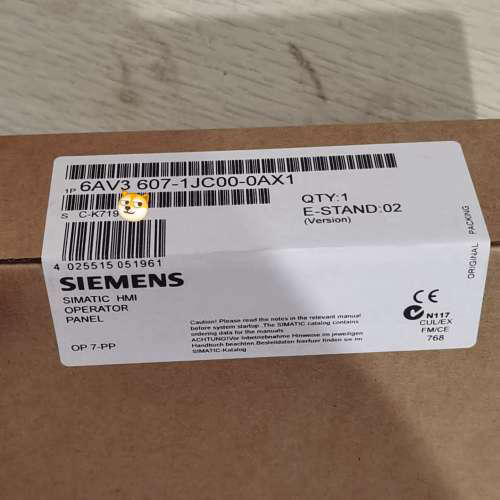 1P 6AV3 607-1JC00-0AX1
S C-K719
QTY:1
E-STAND:02
(Version)
4 025515 051961
SIEMENS
SIMATIC HMI
OPERATOR
PANEL
OP 7-PP
Caution! Please read the notes in the relevant manual
before system startup. The SIMATIC catalog contains
ordering data for the manuals.
ACHTUNG!Vor Inbetriebnahme Hinweise im jeweiligen
Handbuch beachten.Bestelldaten hierfuer finden sie im
SIMATIC-Katalog
CE
N117
CUL/EX
FM/CE
768
ORIGINAL PACKAGE